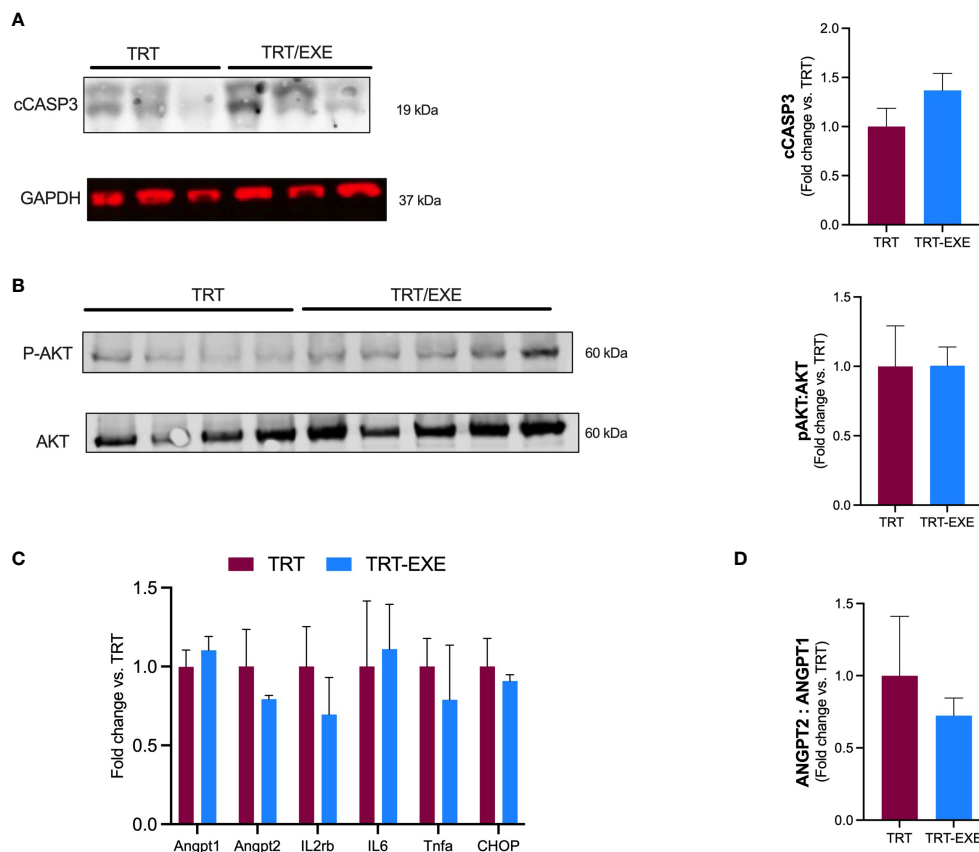 A
TRT TRT/EXE
cCASP3 19 kDa
GAPDH 37 kDa
cCASP3
(Fold change vs. TRT)
2.0
1.5
1.0
0.5
0.0
TRT TRT-EXE
B
TRT TRT/EXE
P-AKT 60 kDa
AKT 60 kDa
pAKT:AKT
(Fold change vs. TRT)
1.5
1.0
0.5
0.0
TRT TRT-EXE
C
TRT TRT-EXE
Fold change vs. TRT
1.5
1.0
0.5
0.0
Angpt1 Angpt2 IL2rb IL6 Tnfa CHOP
D
ANGPT2 : ANGPT1
(Fold change vs. TRT)
1.5
1.0
0.5
0.0
TRT TRT-EXE